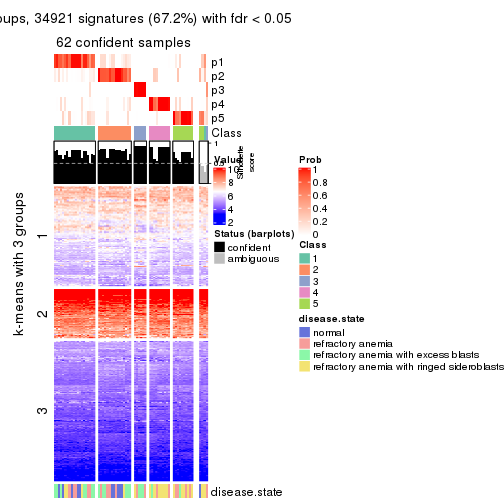 oups, 34921 signatures (67.2%) with fdr < 0.05
62 confident samples
p1
p2
p3
p4
p5
Class
1
0.5
0
Silhouette
score
Value
10
8
6
4
2
Status (barplots)
confident
ambiguous
Prob
1
0.8
0.6
0.4
0.2
0
Class
1
2
3
4
5
disease.state
normal
refractory anemia
refractory anemia with excess blasts
refractory anemia with ringed sideroblasts
k-means with 3 groups
1
2
3
disease.state